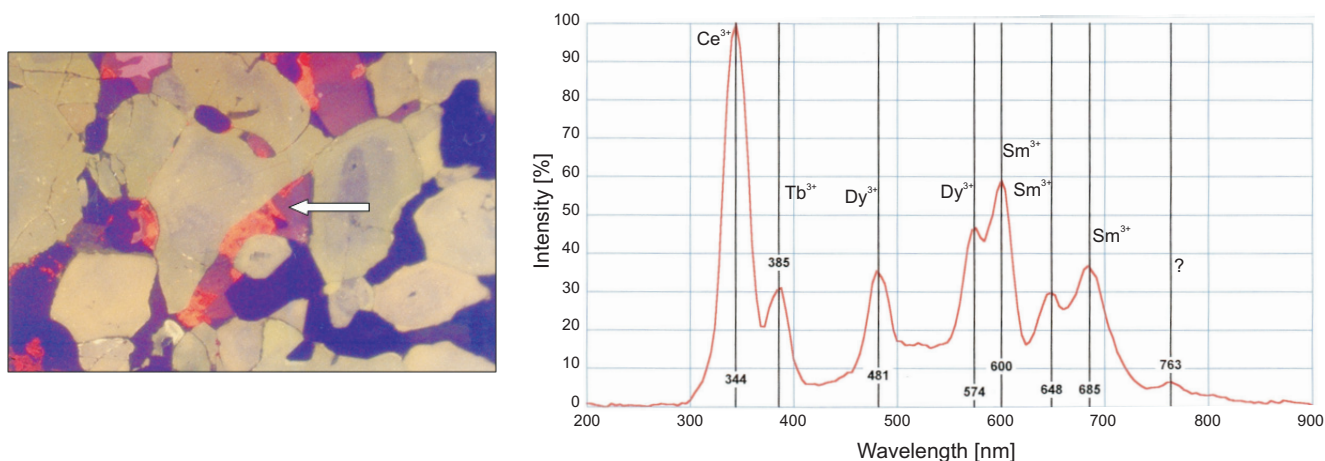 100
90
80
70
60
50
40
30
20
10
0
Intensity [%]
Ce³⁺
Tb³⁺
Dy³⁺
Dy³⁺
Sm³⁺
Sm³⁺
Sm³⁺
?
385
344
481
574
600
648
685
763
200 300 400 500 600 700 800 900
Wavelength [nm]